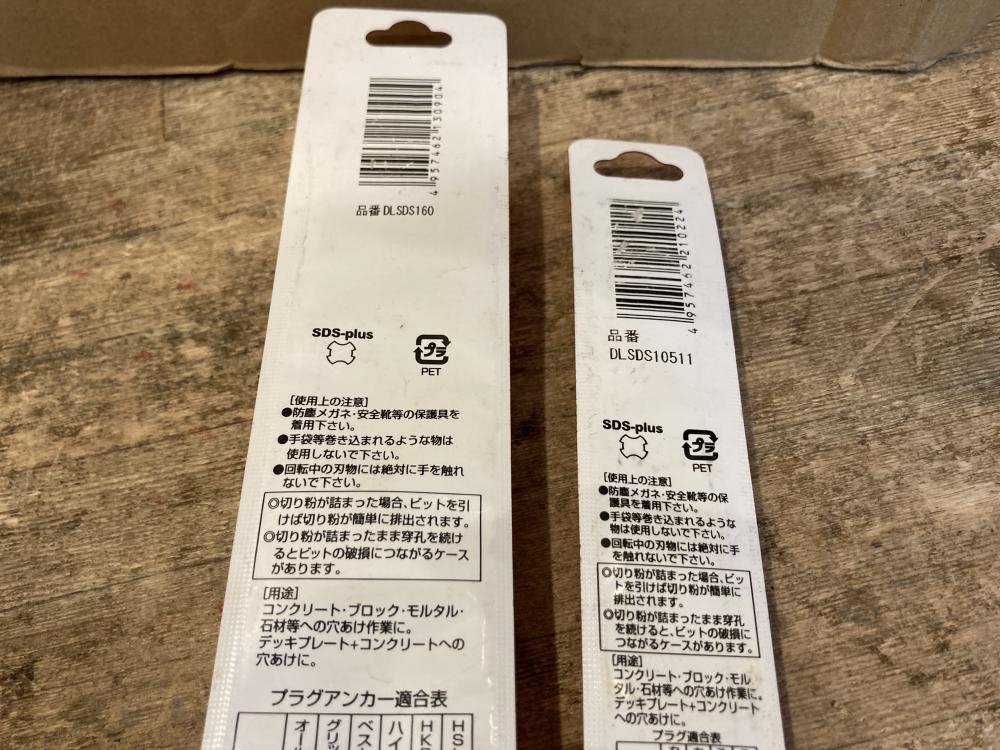 4 957462 130904
品番 DLSDS160
SDS-plus
プラ
PET
[使用上の注意]
●防塵メガネ・安全靴等の保護具を
着用下さい。
●手袋等巻き込まれるような物は
使用しないで下さい。
●回転中の刃物には絶対に手を触れ
ないで下さい。
◎切り粉が詰まった場合、ビットを引
けば切り粉が簡単に排出されます。
◎切り粉が詰まったまま穿孔を続け
るとビットの破損につながるケース
があります。
[用途]
コンクリート・ブロック・モルタル・
石材等への穴あけ作業に。
デッキプレート+コンクリートへの
穴あけに。
プラグアンカー適合表
4 957462 210224
品番
DLSDS10511
SDS-plus
プラ
PET
[使用上の注意]
●防塵メガネ・安全靴等の保
護具を着用下さい。
●手袋等巻き込まれるような
物は使用しないで下さい。
●回転中の刃物には絶対に手
を触れないで下さい。
◎切り粉が詰まった場合、ビッ
トを引けば切り粉が簡単に
排出されます。
◎切り粉が詰まったまま穿孔
を続けると、ビットの破損に
つながるケースがあります。
[用途]
コンクリート・ブロック・モル
タル・石材等への穴あけ作業に。
デッキプレート+コンクリート
への穴あけに。
プラグ適合表